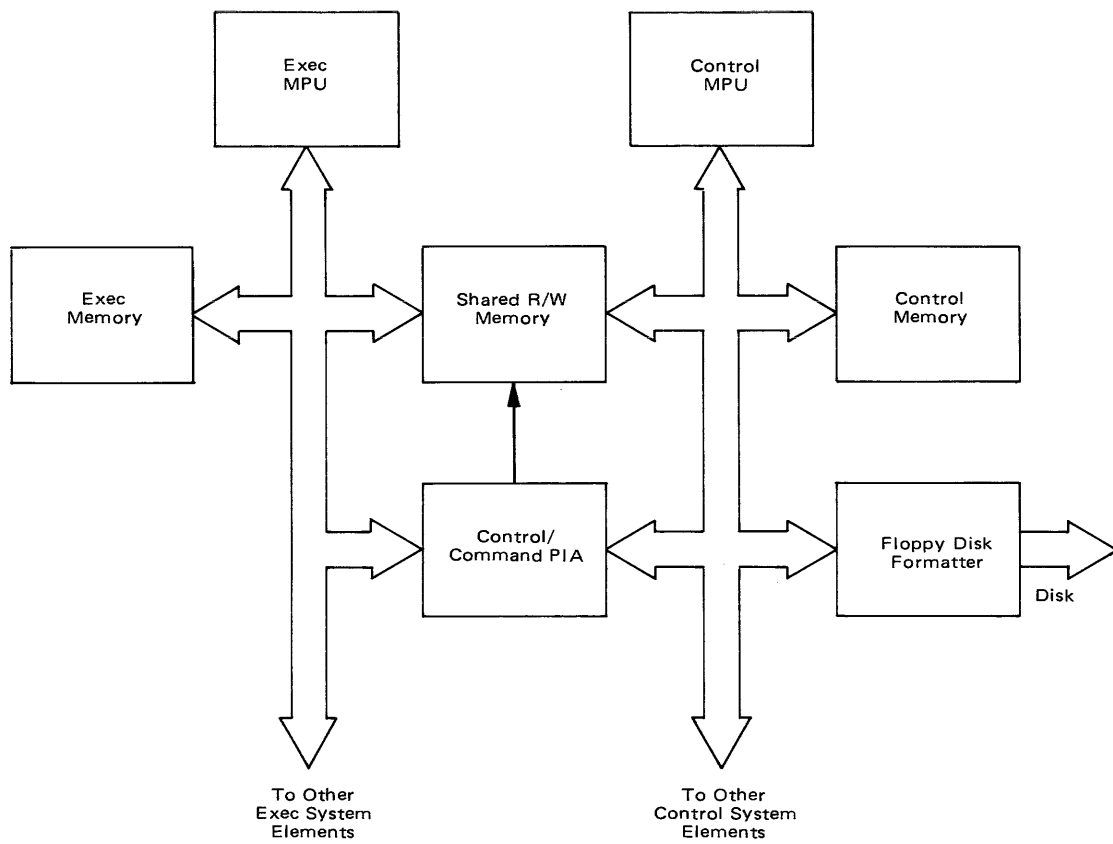 Exec
MPU
Control
MPU
Exec
Memory
Shared R/W
Memory
Control
Memory
Control/
Command PIA
Floppy Disk
Formatter
Disk
To Other
Exec System
Elements
To Other
Control System
Elements